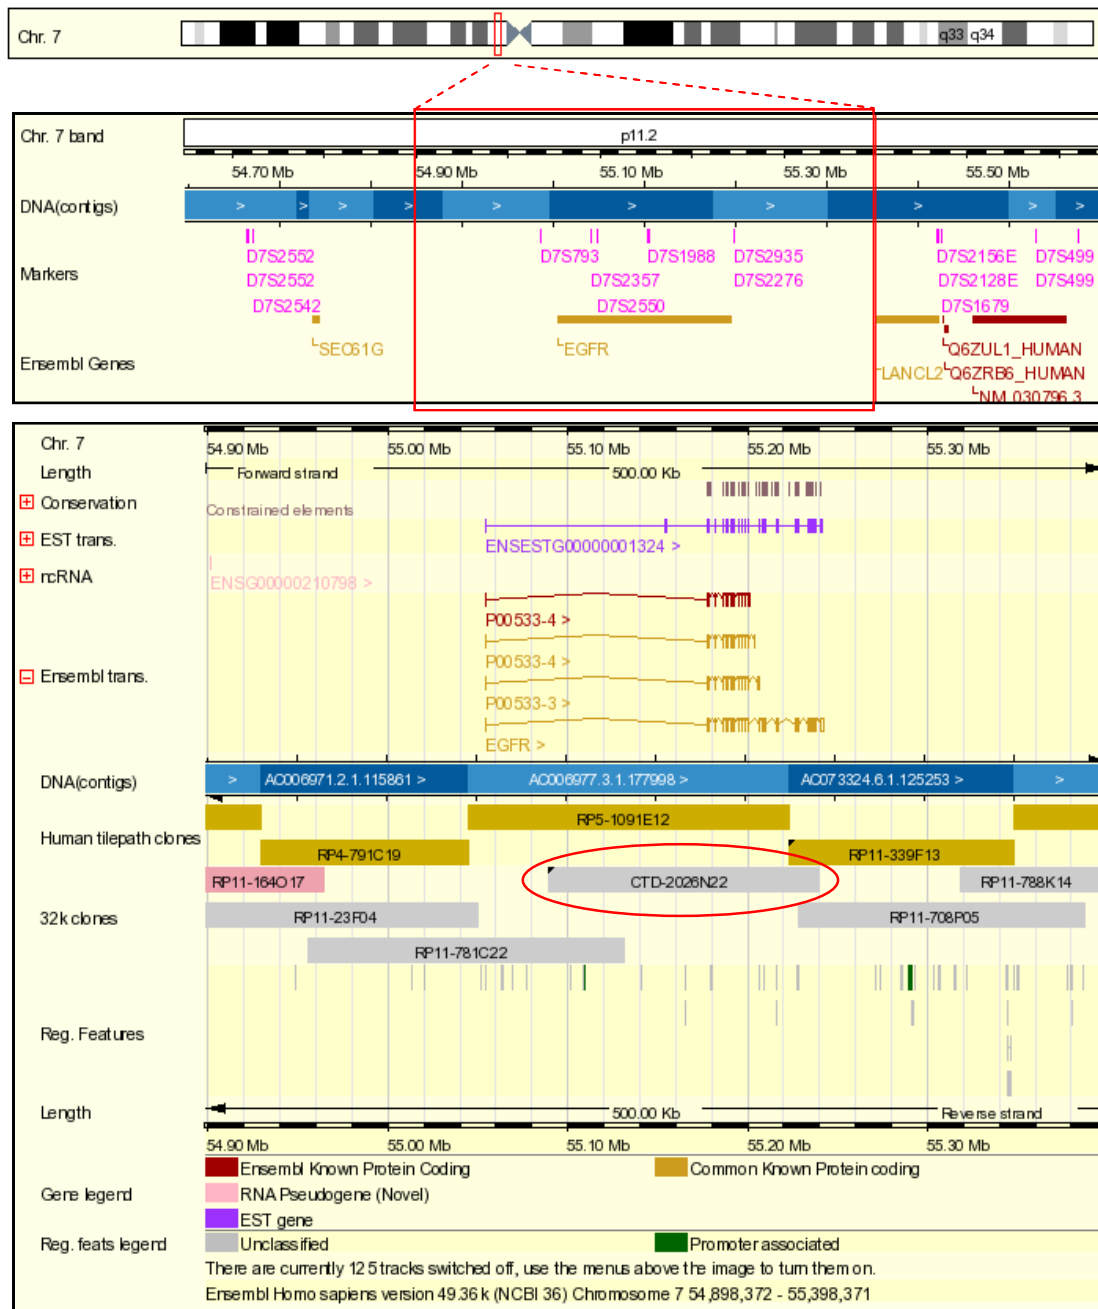 Chr. 7
q33 q34
Chr. 7 band
p11.2
54.70 Mb 54.90 Mb 55.10 Mb 55.30 Mb 55.50 Mb
DNA(contigs) > > > > > > > > > > >
Markers
D7S2552 D7S793 D7S1988 D7S2935 D7S2156E D7S499
D7S2552 D7S2357 D7S2276 D7S2128E D7S499
D7S2542 D7S2550 D7S1679
Ensembl Genes
SEC61G EGFR Q6ZUL1_HUMAN
LANCL2 Q6ZRB6_HUMAN
NM_030796.3
Chr. 7
54.90 Mb 55.00 Mb 55.10 Mb 55.20 Mb 55.30 Mb
Length Forward strand 500.00 Kb
Conservation
Constrained elements
EST trans.
ENSESTG00000001324 >
ncRNA
ENSG00000210798 >
P00533-4 >
P00533-4 >
Ensembl trans.
P00533-3 >
EGFR >
DNA(contigs) > AC006971.2.1.115861 > AC006977.3.1.177998 > AC073324.6.1.125253 > >
Human tilepath clones
RP5-1091E12
RP4-791C19 RP11-339F13
RP11-164O17 CTD-2026N22 RP11-788K14
32k clones RP11-23F04 RP11-708P05
RP11-781C22
Reg. Features
Length 500.00 Kb Reverse strand
54.90 Mb 55.00 Mb 55.10 Mb 55.20 Mb 55.30 Mb
Ensembl Known Protein Coding Common Known Protein coding
Gene legend RNA Pseudogene (Novel)
EST gene
Reg. feats legend Unclassified Promoter associated
There are currently 125 tracks switched off, use the menus above the image to turn them on.
Ensembl Homo sapiens version 49.36k (NCBI 36) Chromosome 7 54,898,372 - 55,398,371